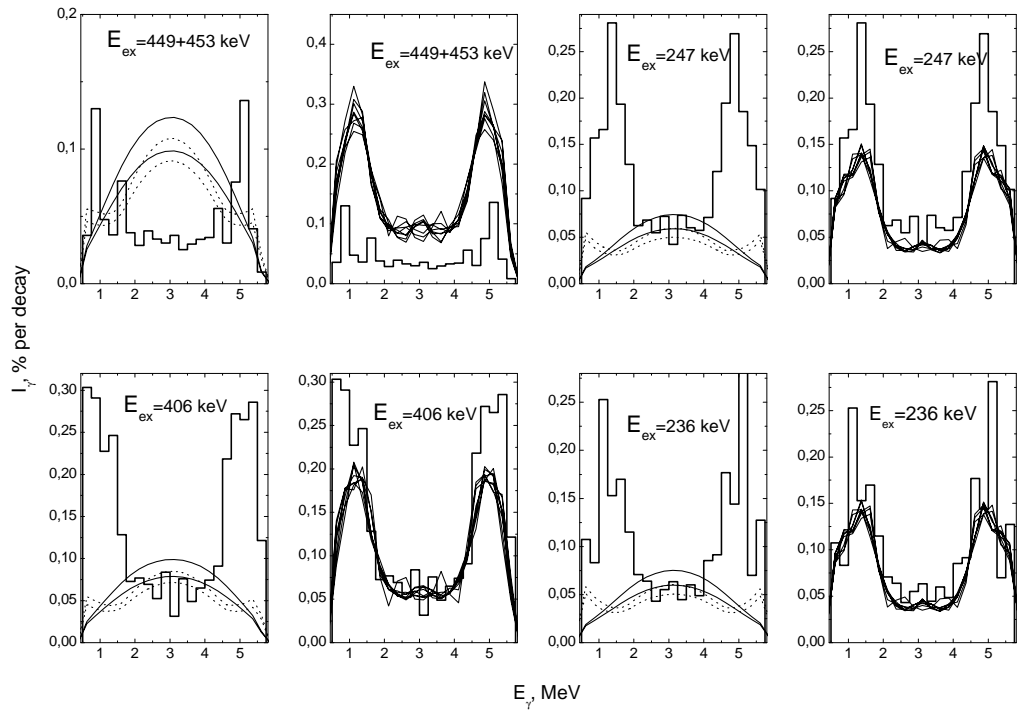 E_ex=449+453 keV
0,2
0,1
0,0
1 2 3 4 5
E_ex=449+453 keV
0,4
0,3
0,2
0,1
0,0
1 2 3 4 5
E_ex=247 keV
0,25
0,20
0,15
0,10
0,05
0,00
1 2 3 4 5
E_ex=247 keV
0,25
0,20
0,15
0,10
0,05
0,00
1 2 3 4 5
I_γ, % per decay
E_ex=406 keV
0,30
0,25
0,20
0,15
0,10
0,05
0,00
1 2 3 4 5
E_ex=406 keV
0,30
0,25
0,20
0,15
0,10
0,05
0,00
1 2 3 4 5
E_ex=236 keV
0,25
0,20
0,15
0,10
0,05
0,00
1 2 3 4 5
E_ex=236 keV
0,25
0,20
0,15
0,10
0,05
0,00
1 2 3 4 5
E_γ, MeV